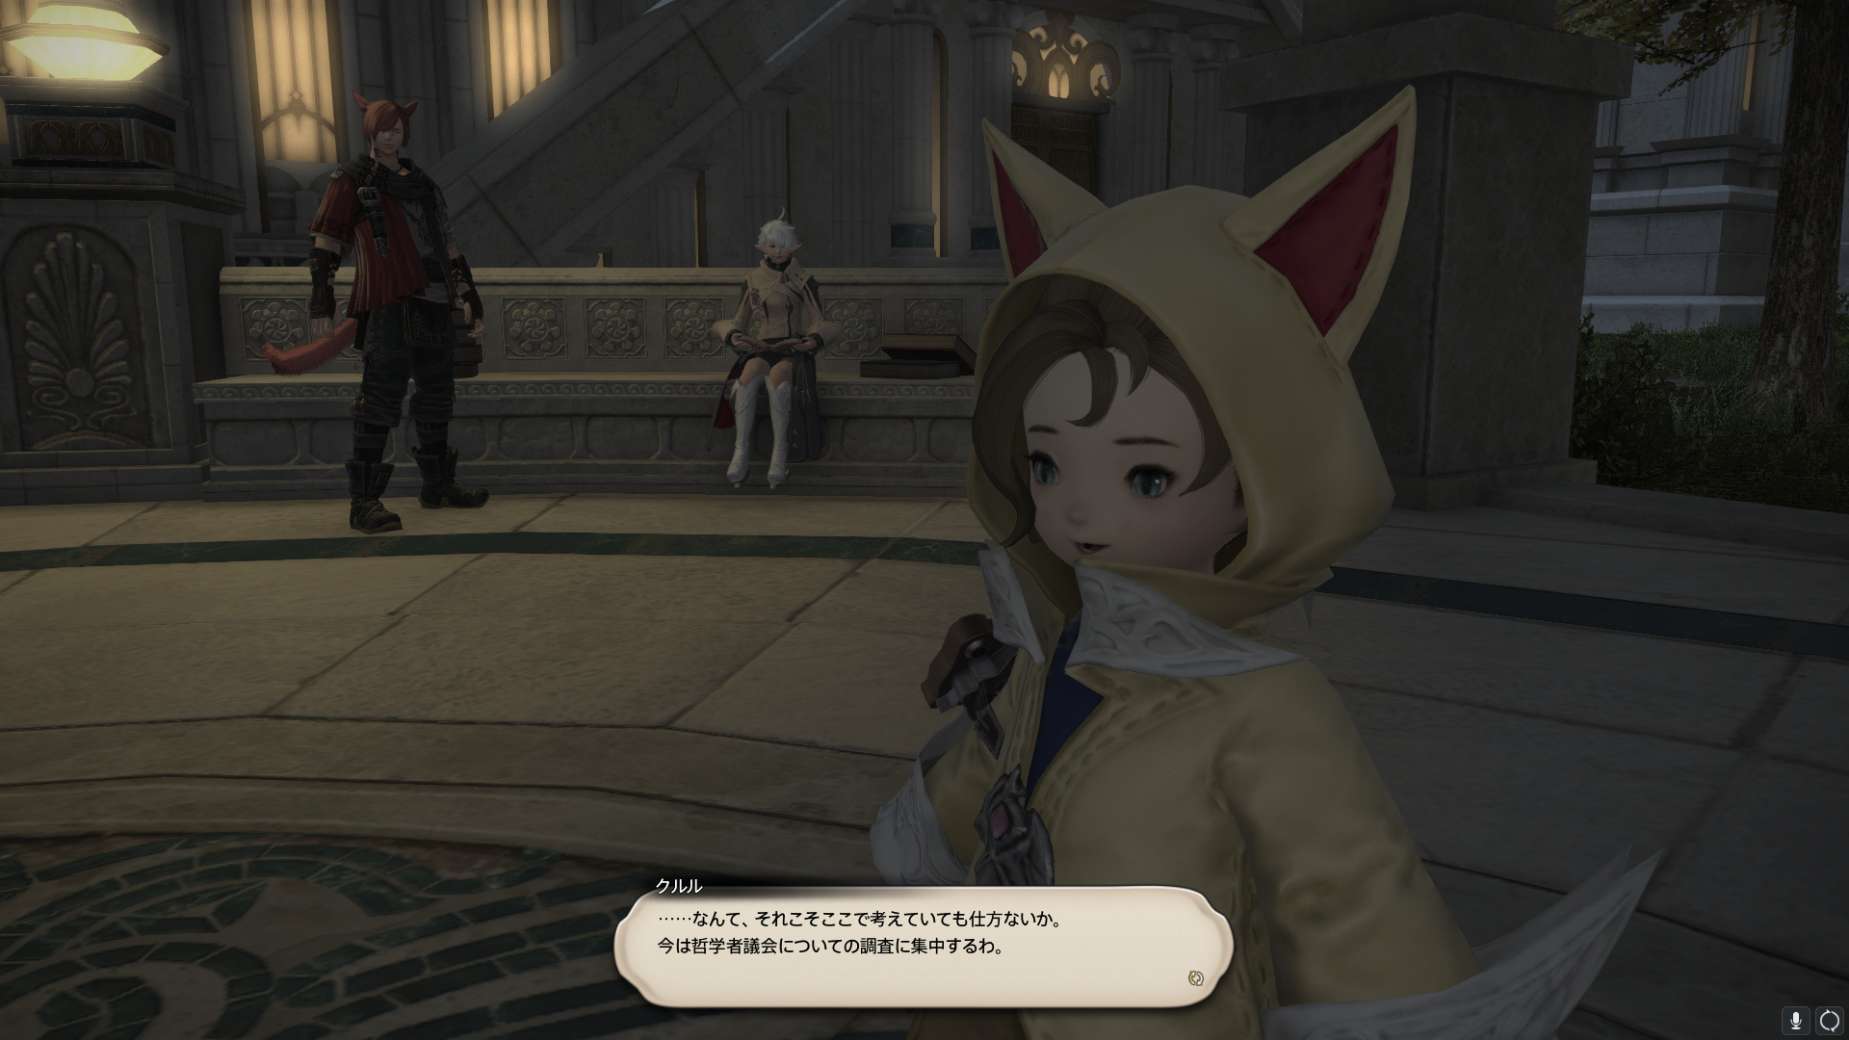 クルル
……なんて、それこそここで考えていても仕方ないか。
今は哲学者議会についての調査に集中するわ。